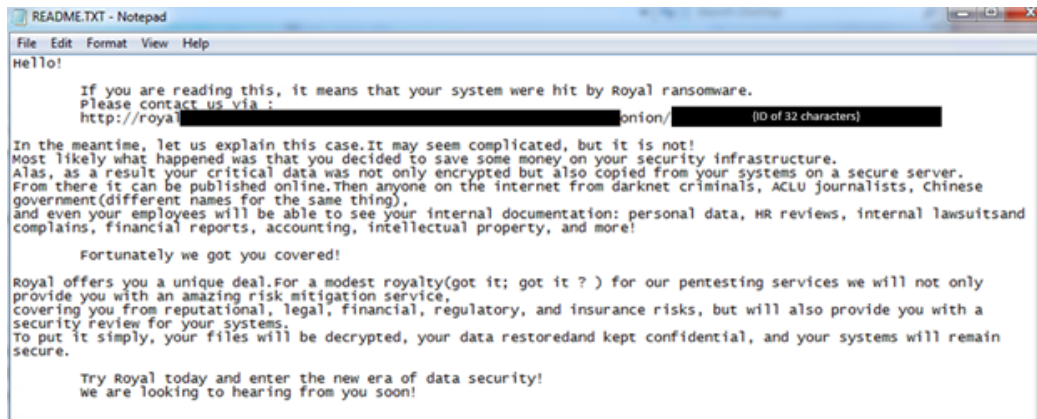 README.TXT - Notepad
File Edit Format View Help
Hello!
If you are reading this, it means that your system were hit by Royal ransomware.
Please contact us via :
http://royal onion/ (ID of 32 characters)
In the meantime, let us explain this case.It may seem complicated, but it is not!
Most likely what happened was that you decided to save some money on your security infrastructure.
Alas, as a result your critical data was not only encrypted but also copied from your systems on a secure server.
From there it can be published online.Then anyone on the internet from darknet criminals, ACLU journalists, Chinese
government(different names for the same thing),
and even your employees will be able to see your internal documentation: personal data, HR reviews, internal lawsuitsand
complains, financial reports, accounting, intellectual property, and more!
Fortunately we got you covered!
Royal offers you a unique deal.For a modest royalty(got it; got it ? ) for our pentesting services we will not only
provide you with an amazing risk mitigation service,
covering you from reputational, legal, financial, regulatory, and insurance risks, but will also provide you with a
security review for your systems.
To put it simply, your files will be decrypted, your data restoredand kept confidential, and your systems will remain
secure.
Try Royal today and enter the new era of data security!
We are looking to hearing from you soon!